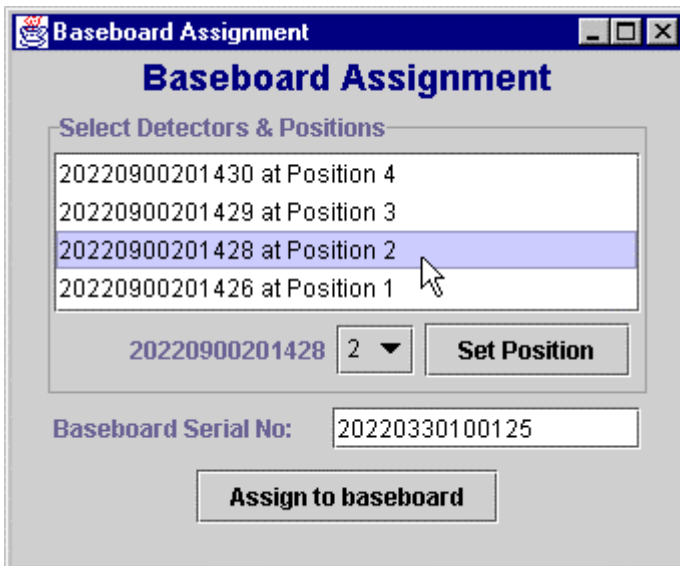 Baseboard Assignment
Baseboard Assignment
Select Detectors & Positions
20220900201430 at Position 4
20220900201429 at Position 3
20220900201428 at Position 2
20220900201426 at Position 1
20220900201428 2 Set Position
Baseboard Serial No: 20220330100125
Assign to baseboard